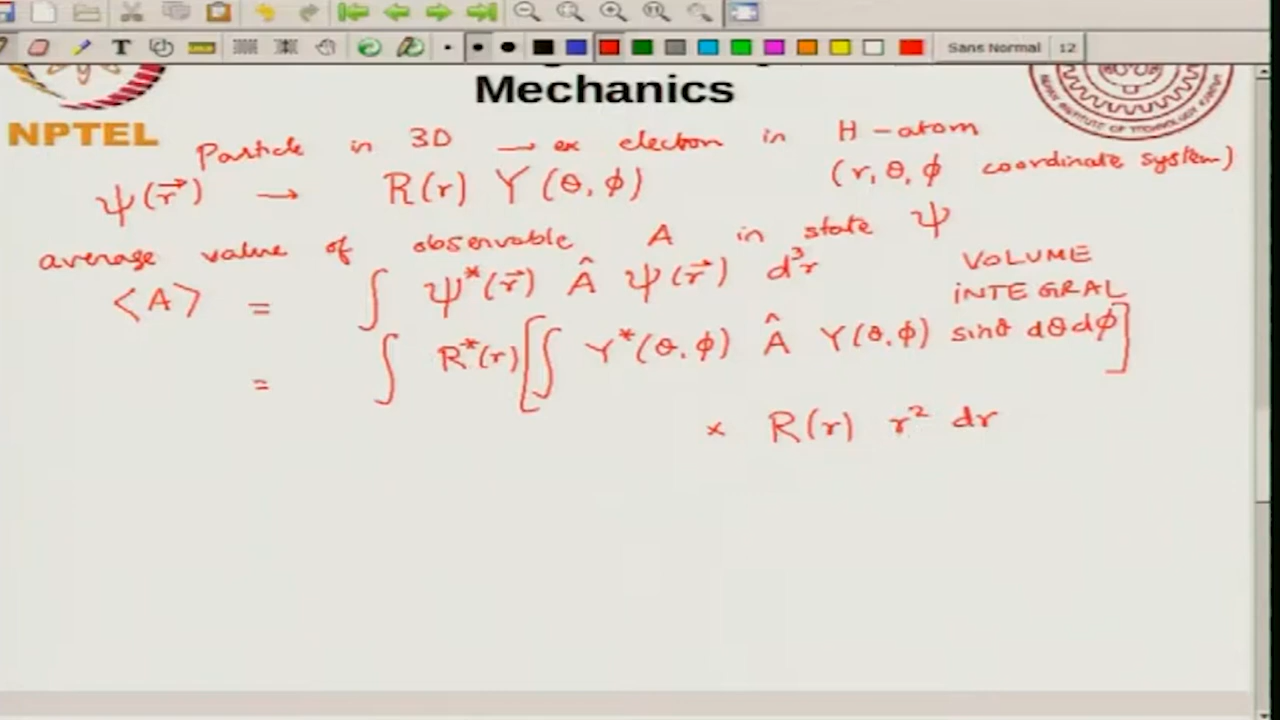 Sans Normal 12
Mechanics
NPTEL
Particle in 3D → ex electron in H-atom
ψ(r⃗) → R(r) Y(θ,ϕ) (r, θ, ϕ coordinate system)
average value of observable A in state ψ
⟨A⟩ = ∫ ψ*(r⃗) Â ψ(r⃗) d³r VOLUME INTEGRAL
= ∫ R*(r) [∫ Y*(θ,ϕ) Â Y(θ,ϕ) sinθ dθdϕ]
× R(r) r² dr